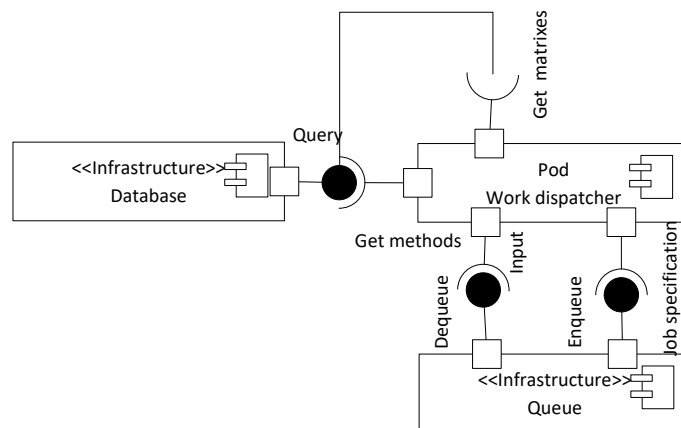 Get matrixes
Query
<<Infrastructure>>
Database
Pod
Work dispatcher
Get methods
Input
Dequeue
Enqueue
Job specification
<<Infrastructure>>
Queue